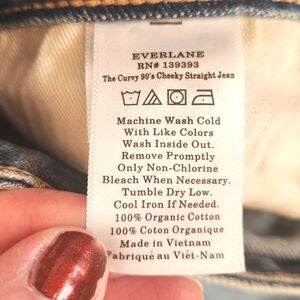 EVERLANE
RN# 139393
The Curvy 90's Cheeky Straight Jean
Machine Wash Cold
With Like Colors
Wash Inside Out.
Remove Promptly
Only Non-Chlorine
Bleach When Necessary.
Tumble Dry Low.
Cool Iron If Needed.
100% Organic Cotton
100% Coton Organique
Made in Vietnam
Fabriqué au Viêt-Nam